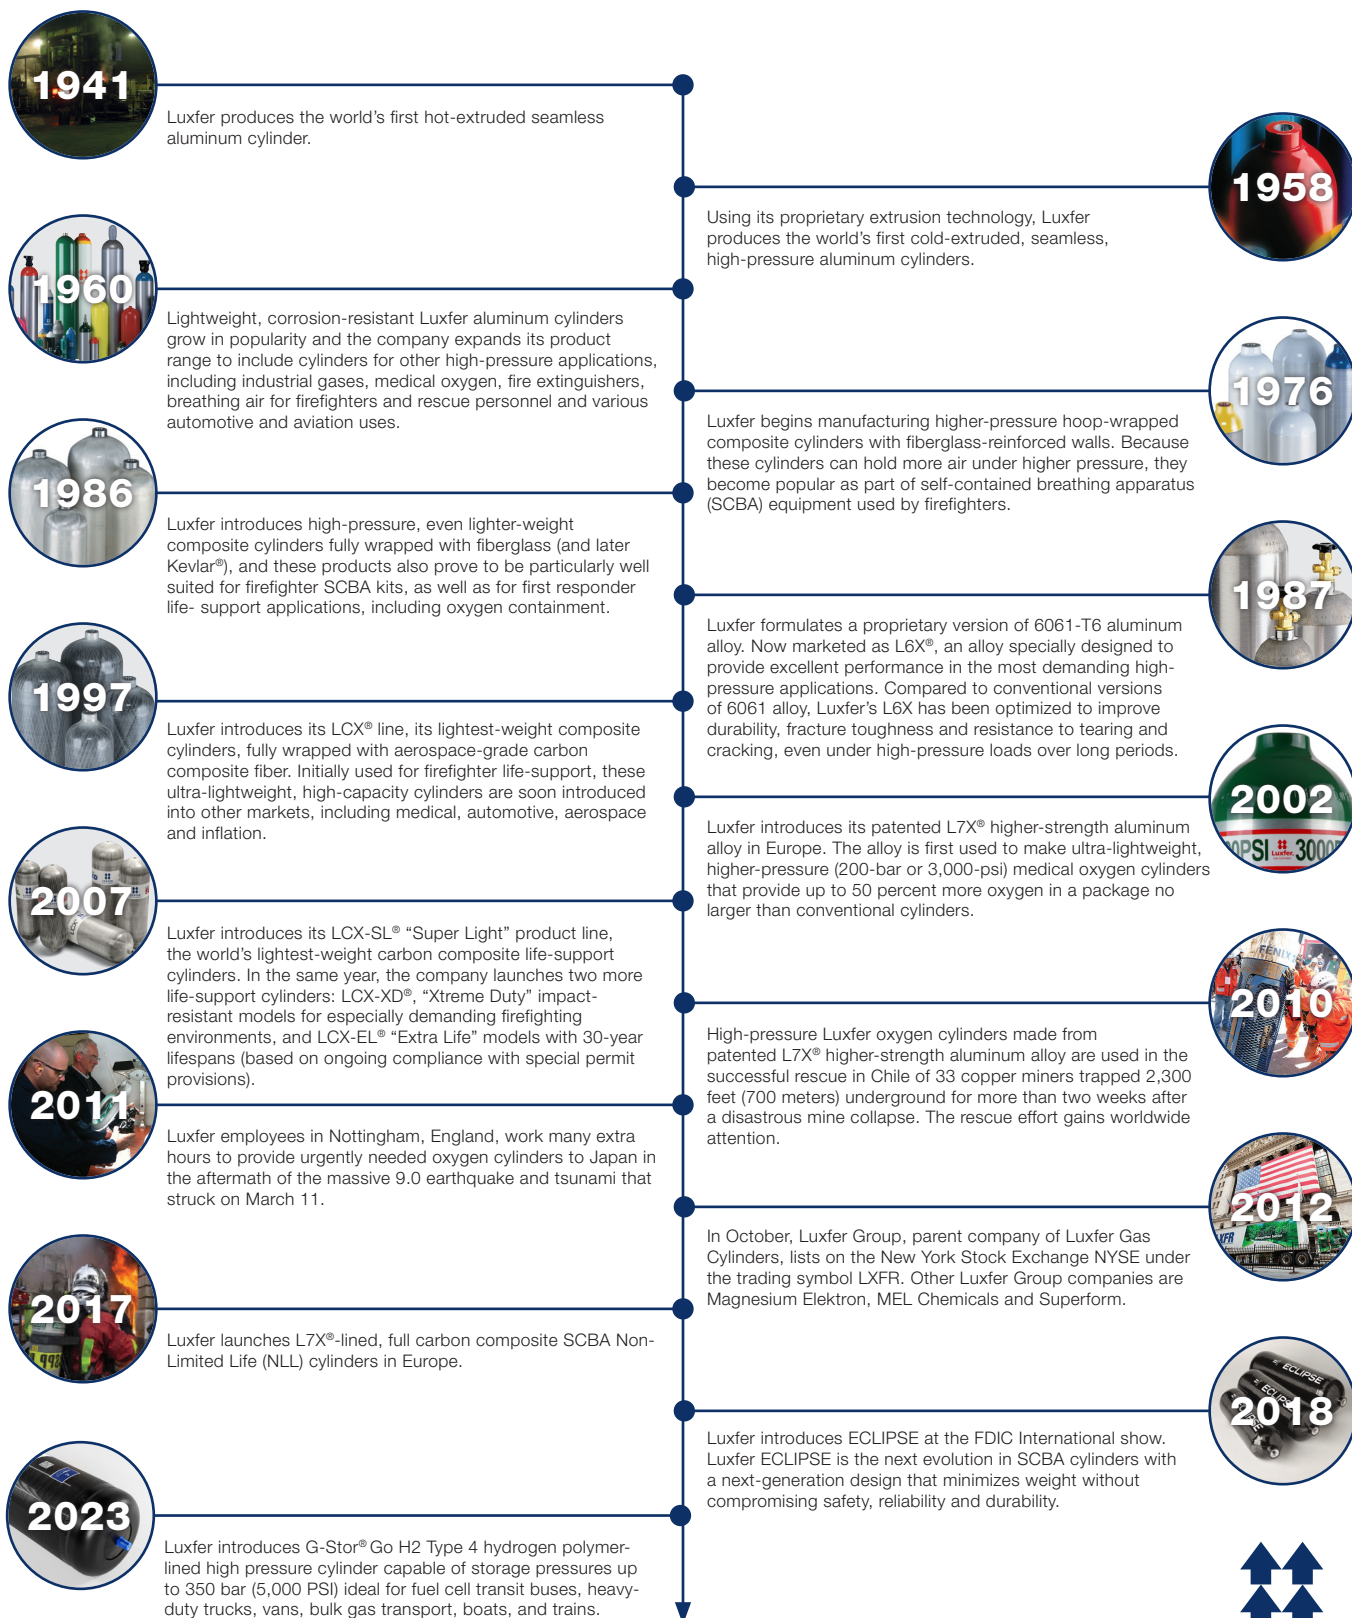 1941
Luxfer produces the world’s first hot-extruded seamless
aluminum cylinder.
1958
Using its proprietary extrusion technology, Luxfer
produces the world’s first cold-extruded, seamless,
high-pressure aluminum cylinders.
1960
Lightweight, corrosion-resistant Luxfer aluminum cylinders
grow in popularity and the company expands its product
range to include cylinders for other high-pressure applications,
including industrial gases, medical oxygen, fire extinguishers,
breathing air for firefighters and rescue personnel and various
automotive and aviation uses.
1976
Luxfer begins manufacturing higher-pressure hoop-wrapped
composite cylinders with fiberglass-reinforced walls. Because
these cylinders can hold more air under higher pressure, they
become popular as part of self-contained breathing apparatus
(SCBA) equipment used by firefighters.
1986
Luxfer introduces high-pressure, even lighter-weight
composite cylinders fully wrapped with fiberglass (and later
Kevlar®), and these products also prove to be particularly well
suited for firefighter SCBA kits, as well as for first responder
life- support applications, including oxygen containment.
1987
Luxfer formulates a proprietary version of 6061-T6 aluminum
alloy. Now marketed as L6X®, an alloy specially designed to
provide excellent performance in the most demanding high-
pressure applications. Compared to conventional versions
of 6061 alloy, Luxfer’s L6X has been optimized to improve
durability, fracture toughness and resistance to tearing and
cracking, even under high-pressure loads over long periods.
1997
Luxfer introduces its LCX® line, its lightest-weight composite
cylinders, fully wrapped with aerospace-grade carbon
composite fiber. Initially used for firefighter life-support, these
ultra-lightweight, high-capacity cylinders are soon introduced
into other markets, including medical, automotive, aerospace
and inflation.
2002
PSI Luxfer 3000
Luxfer introduces its patented L7X® higher-strength aluminum
alloy in Europe. The alloy is first used to make ultra-lightweight,
higher-pressure (200-bar or 3,000-psi) medical oxygen cylinders
that provide up to 50 percent more oxygen in a package no
larger than conventional cylinders.
2007
LCX
Luxfer introduces its LCX-SL® “Super Light” product line,
the world’s lightest-weight carbon composite life-support
cylinders. In the same year, the company launches two more
life-support cylinders: LCX-XD®, “Xtreme Duty” impact-
resistant models for especially demanding firefighting
environments, and LCX-EL® “Extra Life” models with 30-year
lifespans (based on ongoing compliance with special permit
provisions).
FENIX
2010
High-pressure Luxfer oxygen cylinders made from
patented L7X® higher-strength aluminum alloy are used in the
successful rescue in Chile of 33 copper miners trapped 2,300
feet (700 meters) underground for more than two weeks after
a disastrous mine collapse. The rescue effort gains worldwide
attention.
2011
Luxfer employees in Nottingham, England, work many extra
hours to provide urgently needed oxygen cylinders to Japan in
the aftermath of the massive 9.0 earthquake and tsunami that
struck on March 11.
2012
XFR
In October, Luxfer Group, parent company of Luxfer Gas
Cylinders, lists on the New York Stock Exchange NYSE under
the trading symbol LXFR. Other Luxfer Group companies are
Magnesium Elektron, MEL Chemicals and Superform.
2017
Luxfer launches L7X®-lined, full carbon composite SCBA Non-
Limited Life (NLL) cylinders in Europe.
ECLIPSE
ECLIPSE
2018
Luxfer introduces ECLIPSE at the FDIC International show.
Luxfer ECLIPSE is the next evolution in SCBA cylinders with
a next-generation design that minimizes weight without
compromising safety, reliability and durability.
2023
Luxfer introduces G-Stor® Go H2 Type 4 hydrogen polymer-
lined high pressure cylinder capable of storage pressures up
to 350 bar (5,000 PSI) ideal for fuel cell transit buses, heavy-
duty trucks, vans, bulk gas transport, boats, and trains.